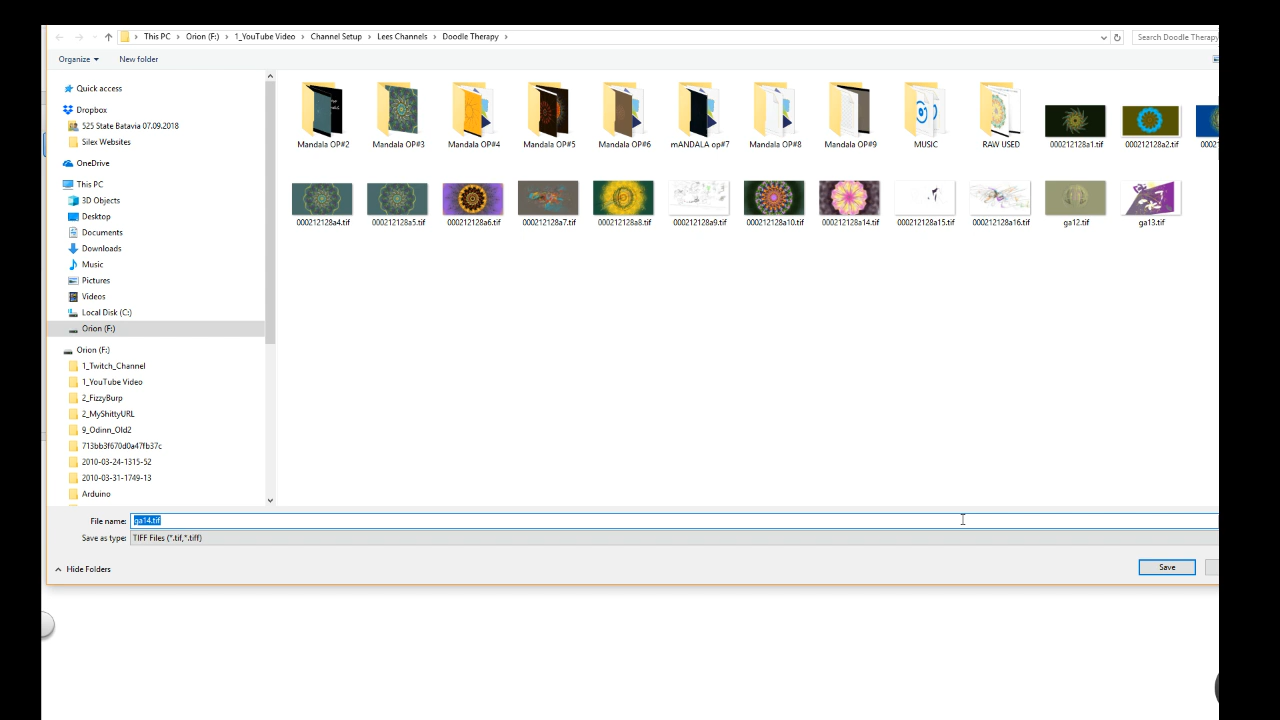 This PC › Orion (F:) › 1_YouTube Video › Channel Setup › Lees Channels › Doodle Therapy ›
Search Doodle Therapy
Organize
New folder
Quick access
Dropbox
525 State Batavia 07.09.2018
Silex Websites
OneDrive
This PC
3D Objects
Desktop
Documents
Downloads
Music
Pictures
Videos
Local Disk (C:)
Orion (F:)
Orion (F:)
1_Twitch_Channel
1_YouTube Video
2_FizzyBurp
2_MyShittyURL
9_Odinn_Old2
713bb3f670d0a47fb37c
2010-03-24-1315-52
2010-03-31-1749-13
Arduino
Mandala OP#2
Mandala OP#3
Mandala OP#4
Mandala OP#5
Mandala OP#6
mANDALA op#7
Mandala OP#8
Mandala OP#9
MUSIC
RAW USED
000212128a1.tif
000212128a2.tif
000212128a4.tif
000212128a5.tif
000212128a6.tif
000212128a7.tif
000212128a8.tif
000212128a9.tif
000212128a10.tif
000212128a14.tif
000212128a15.tif
000212128a16.tif
ga12.tif
ga13.tif
File name: ga14.tif
Save as type: TIFF Files (*.tif,*.tiff)
Hide Folders
Save